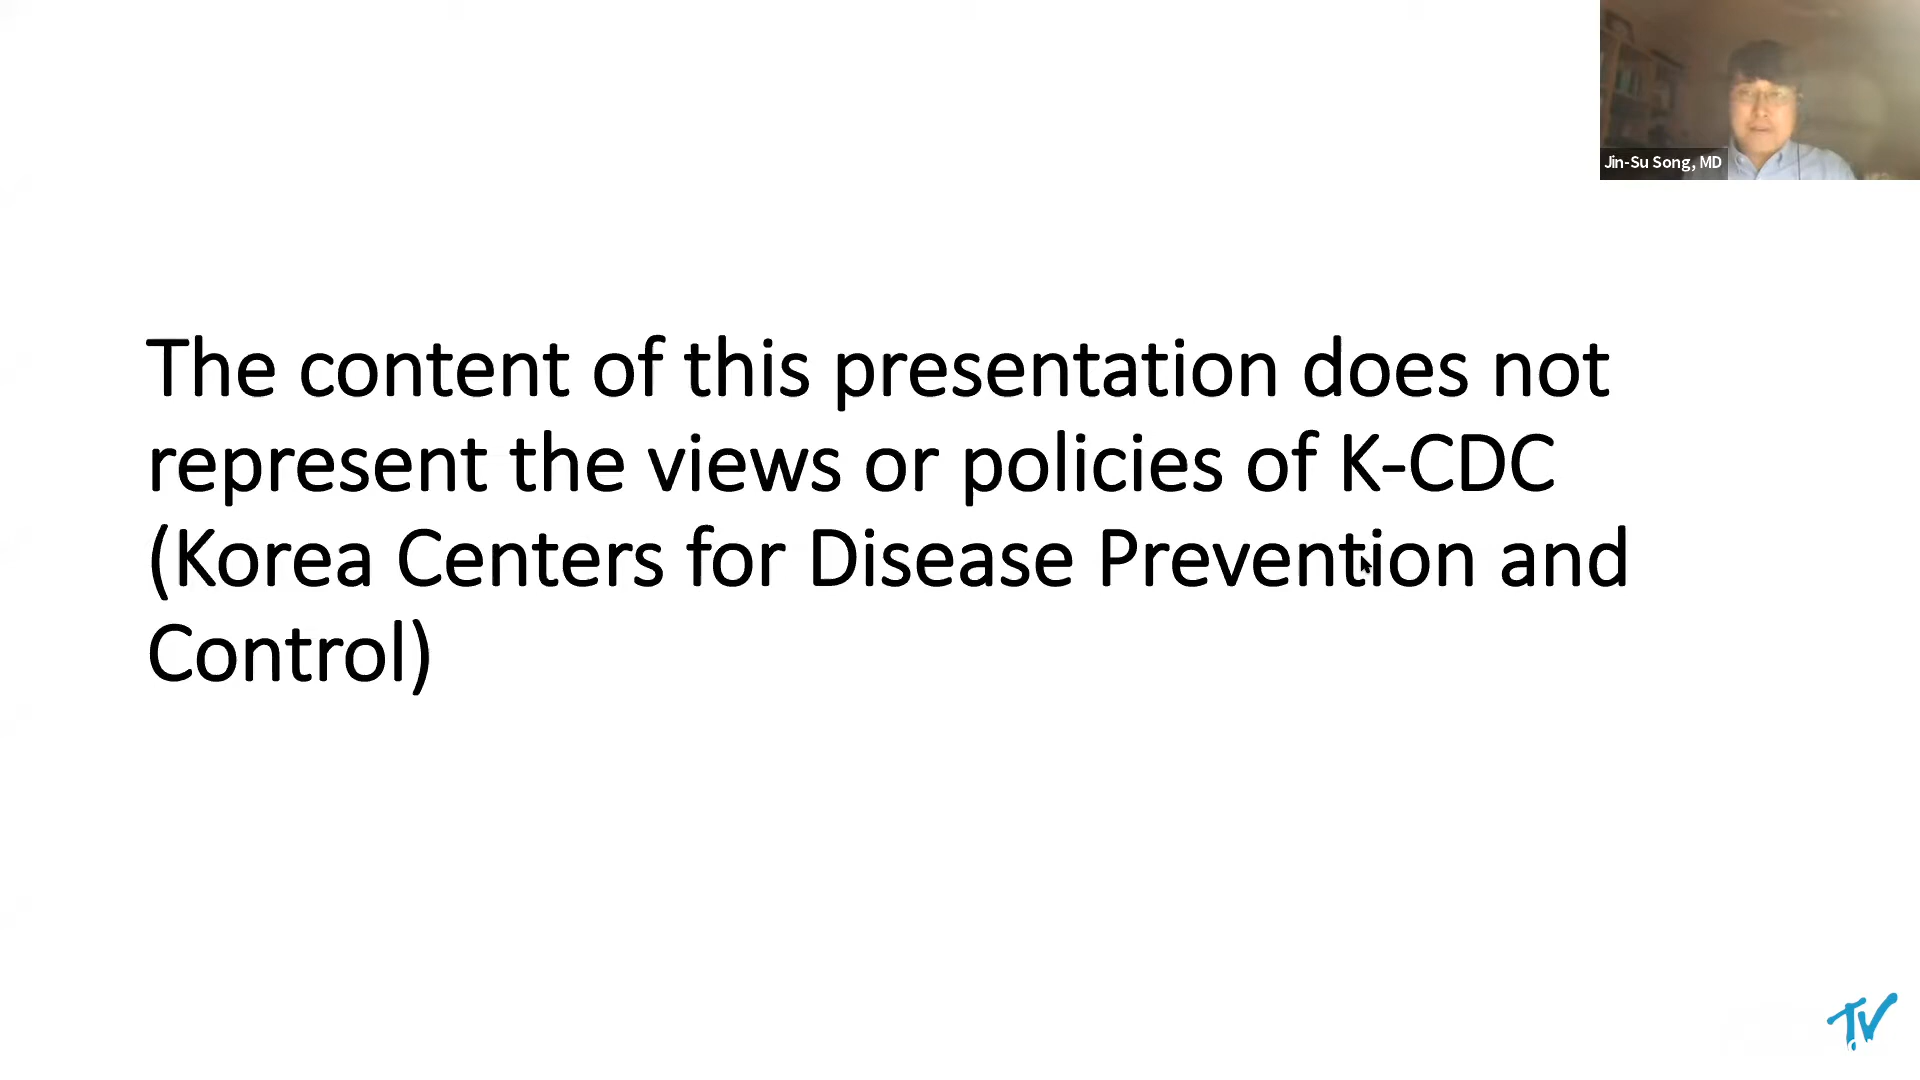 Jin-Su Song, MD
The content of this presentation does not
represent the views or policies of K-CDC
(Korea Centers for Disease Prevention and
Control)
TV